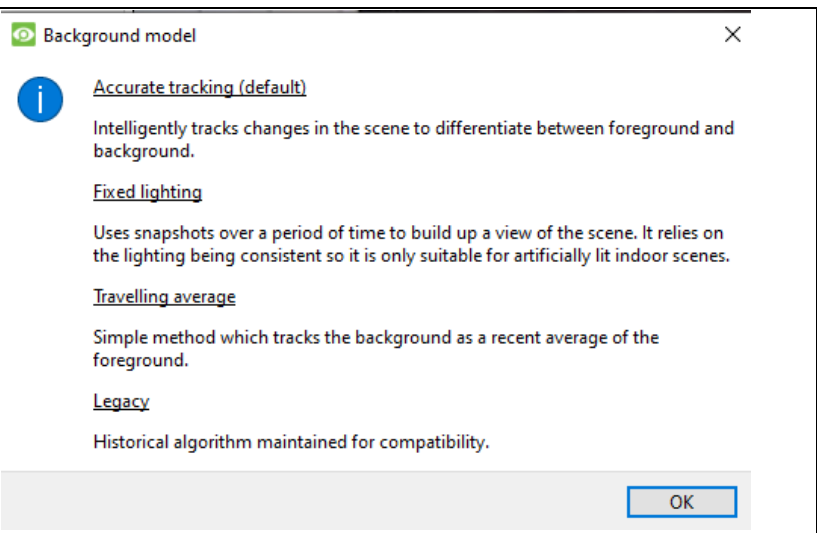 Background model
Accurate tracking (default)
Intelligently tracks changes in the scene to differentiate between foreground and
background.
Fixed lighting
Uses snapshots over a period of time to build up a view of the scene. It relies on
the lighting being consistent so it is only suitable for artificially lit indoor scenes.
Travelling average
Simple method which tracks the background as a recent average of the
foreground.
Legacy
Historical algorithm maintained for compatibility.
OK